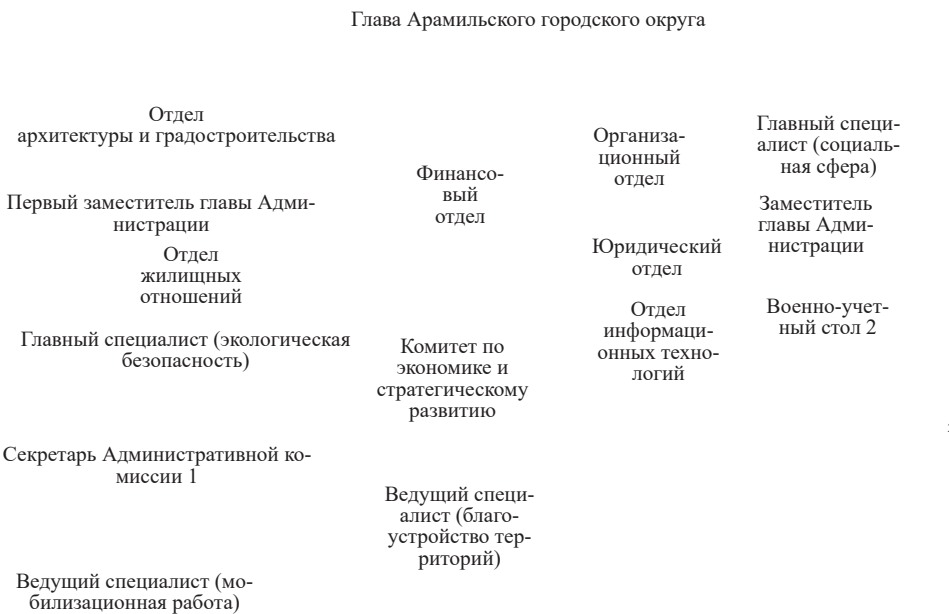 Глава Арамильского городского округа
Отдел
архитектуры и градостроительства
Первый заместитель главы Адми-
нистрации
Отдел
жилищных
отношений
Главный специалист (экологическая
безопасность)
Секретарь Административной ко-
миссии 1
Ведущий специалист (мо-
билизационная работа)
Финансо-
вый
отдел
Комитет по
экономике и
стратегическому
развитию
Ведущий специ-
алист (благо-
устройство тер-
риторий)
Организа-
ционный
отдел
Юридический
отдел
Отдел
информаци-
онных техно-
логий
Главный специ-
алист (социаль-
ная сфера)
Заместитель
главы Адми-
нистрации
Военно-учет-
ный стол 2